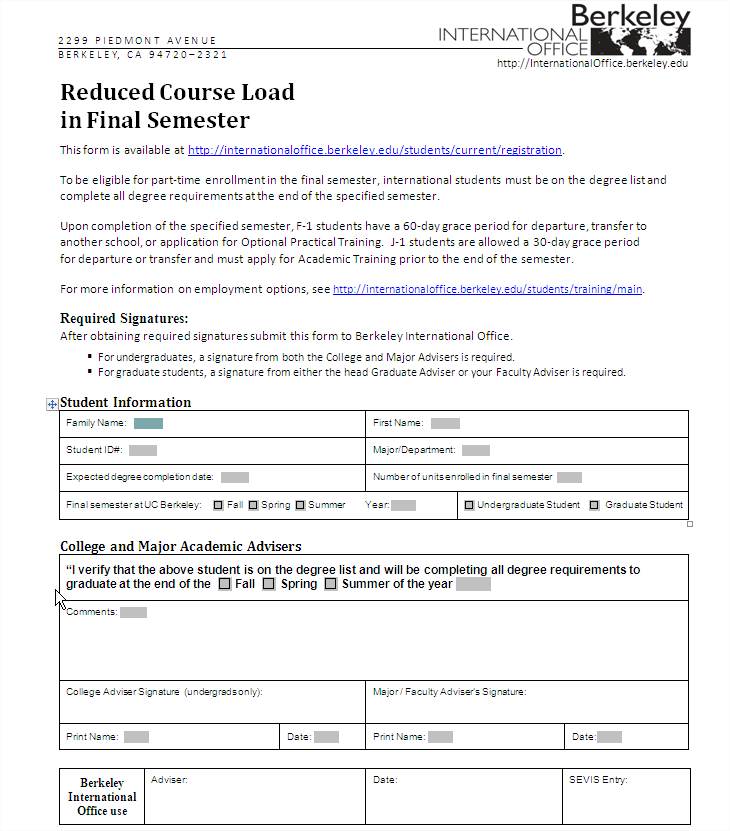 2299 PIEDMONT AVENUE
BERKELEY, CA 94720–2321
Berkeley
INTERNATIONAL
OFFICE
http://InternationalOffice.berkeley.edu
Reduced Course Load
in Final Semester
This form is available at http://internationaloffice.berkeley.edu/students/current/registration.
To be eligible for part-time enrollment in the final semester, international students must be on the degree list and
complete all degree requirements at the end of the specified semester.
Upon completion of the specified semester, F-1 students have a 60-day grace period for departure, transfer to
another school, or application for Optional Practical Training. J-1 students are allowed a 30-day grace period
for departure or transfer and must apply for Academic Training prior to the end of the semester.
For more information on employment options, see http://internationaloffice.berkeley.edu/students/training/main.
Required Signatures:
After obtaining required signatures submit this form to Berkeley International Office.
▪ For undergraduates, a signature from both the College and Major Advisers is required.
▪ For graduate students, a signature from either the head Graduate Adviser or your Faculty Adviser is required.
Student Information
Family Name: First Name:
Student ID#: Major/Department:
Expected degree completion date: Number of units enrolled in final semester
Final semester at UC Berkeley: Fall Spring Summer Year: Undergraduate Student Graduate Student
College and Major Academic Advisers
“I verify that the above student is on the degree list and will be completing all degree requirements to
graduate at the end of the Fall Spring Summer of the year
Comments:
College Adviser Signature (undergrads only): Major / Faculty Adviser's Signature:
Print Name: Date: Print Name: Date:
Berkeley
International
Office use
Adviser: Date: SEVIS Entry: